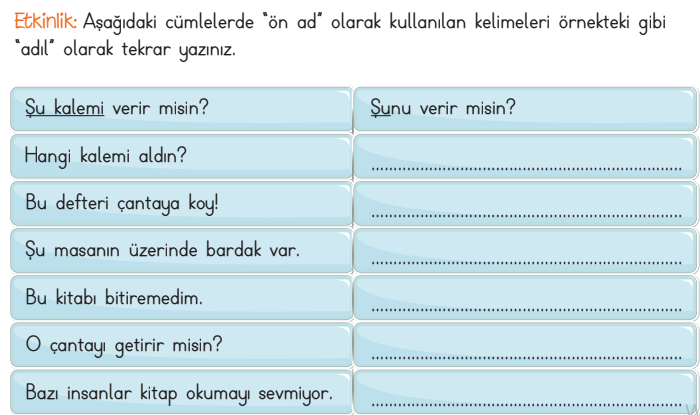 Etkinlik: Aşağıdaki cümlelerde “ön ad” olarak kullanılan kelimeleri örnekteki gibi
“adıl” olarak tekrar yazınız.
Şu kalemi verir misin?
Şunu verir misin?
Hangi kalemi aldın?
................................................................
Bu defteri çantaya koy!
................................................................
Şu masanın üzerinde bardak var.
................................................................
Bu kitabı bitiremedim.
................................................................
O çantayı getirir misin?
................................................................
Bazı insanlar kitap okumayı sevmiyor.
................................................................